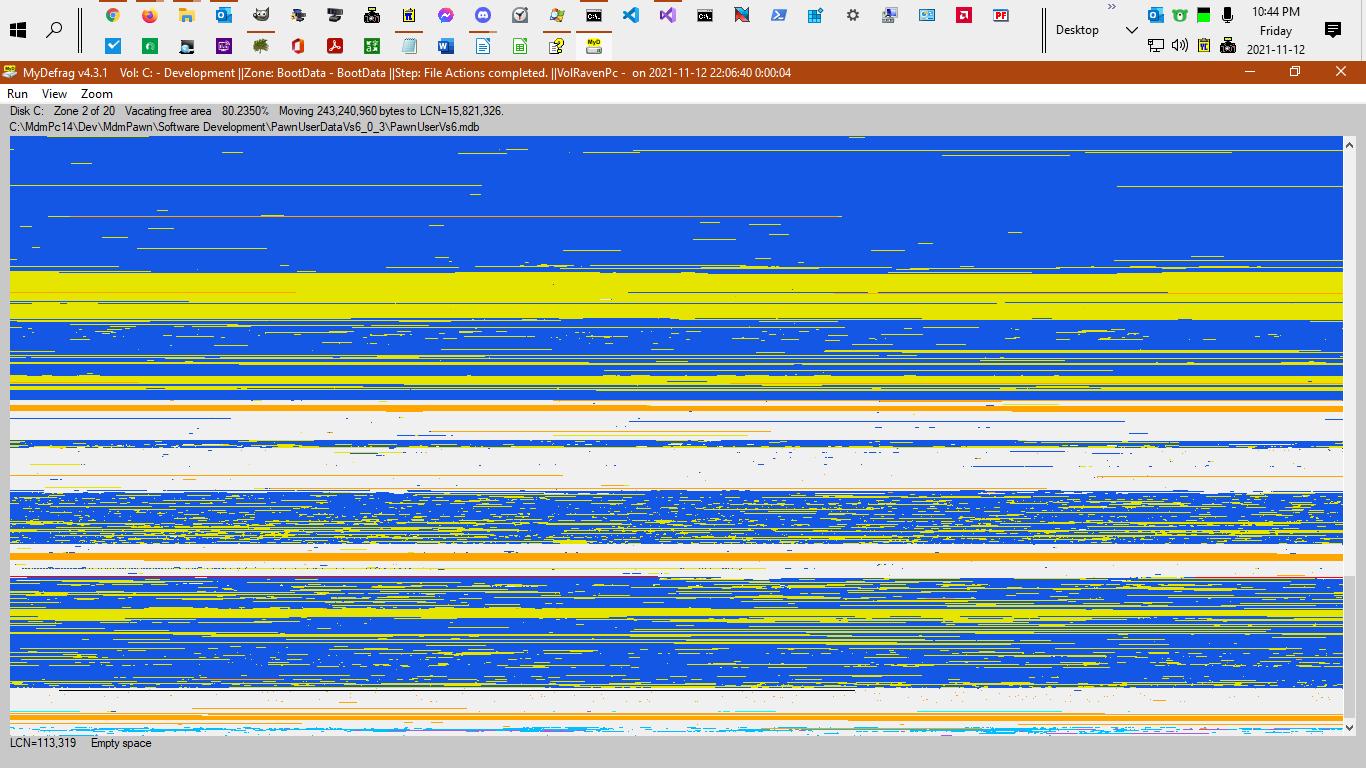 10:44 PM
Friday
2021-11-12
Desktop
MyDefrag v4.3.1 Vol: C: - Development ||Zone: BootData - BootData ||Step: File Actions completed. ||VolRavenPc - on 2021-11-12 22:06:40 0:00:04
Run View Zoom
Disk C: Zone 2 of 20 Vacating free area 80.2350% Moving 243,240,960 bytes to LCN=15,821,326.
C:\MdmPc14\Dev\MdmPawn\Software Development\PawnUserDataVs6_0_3\PawnUserVs6.mdb
LCN=113,319 Empty space